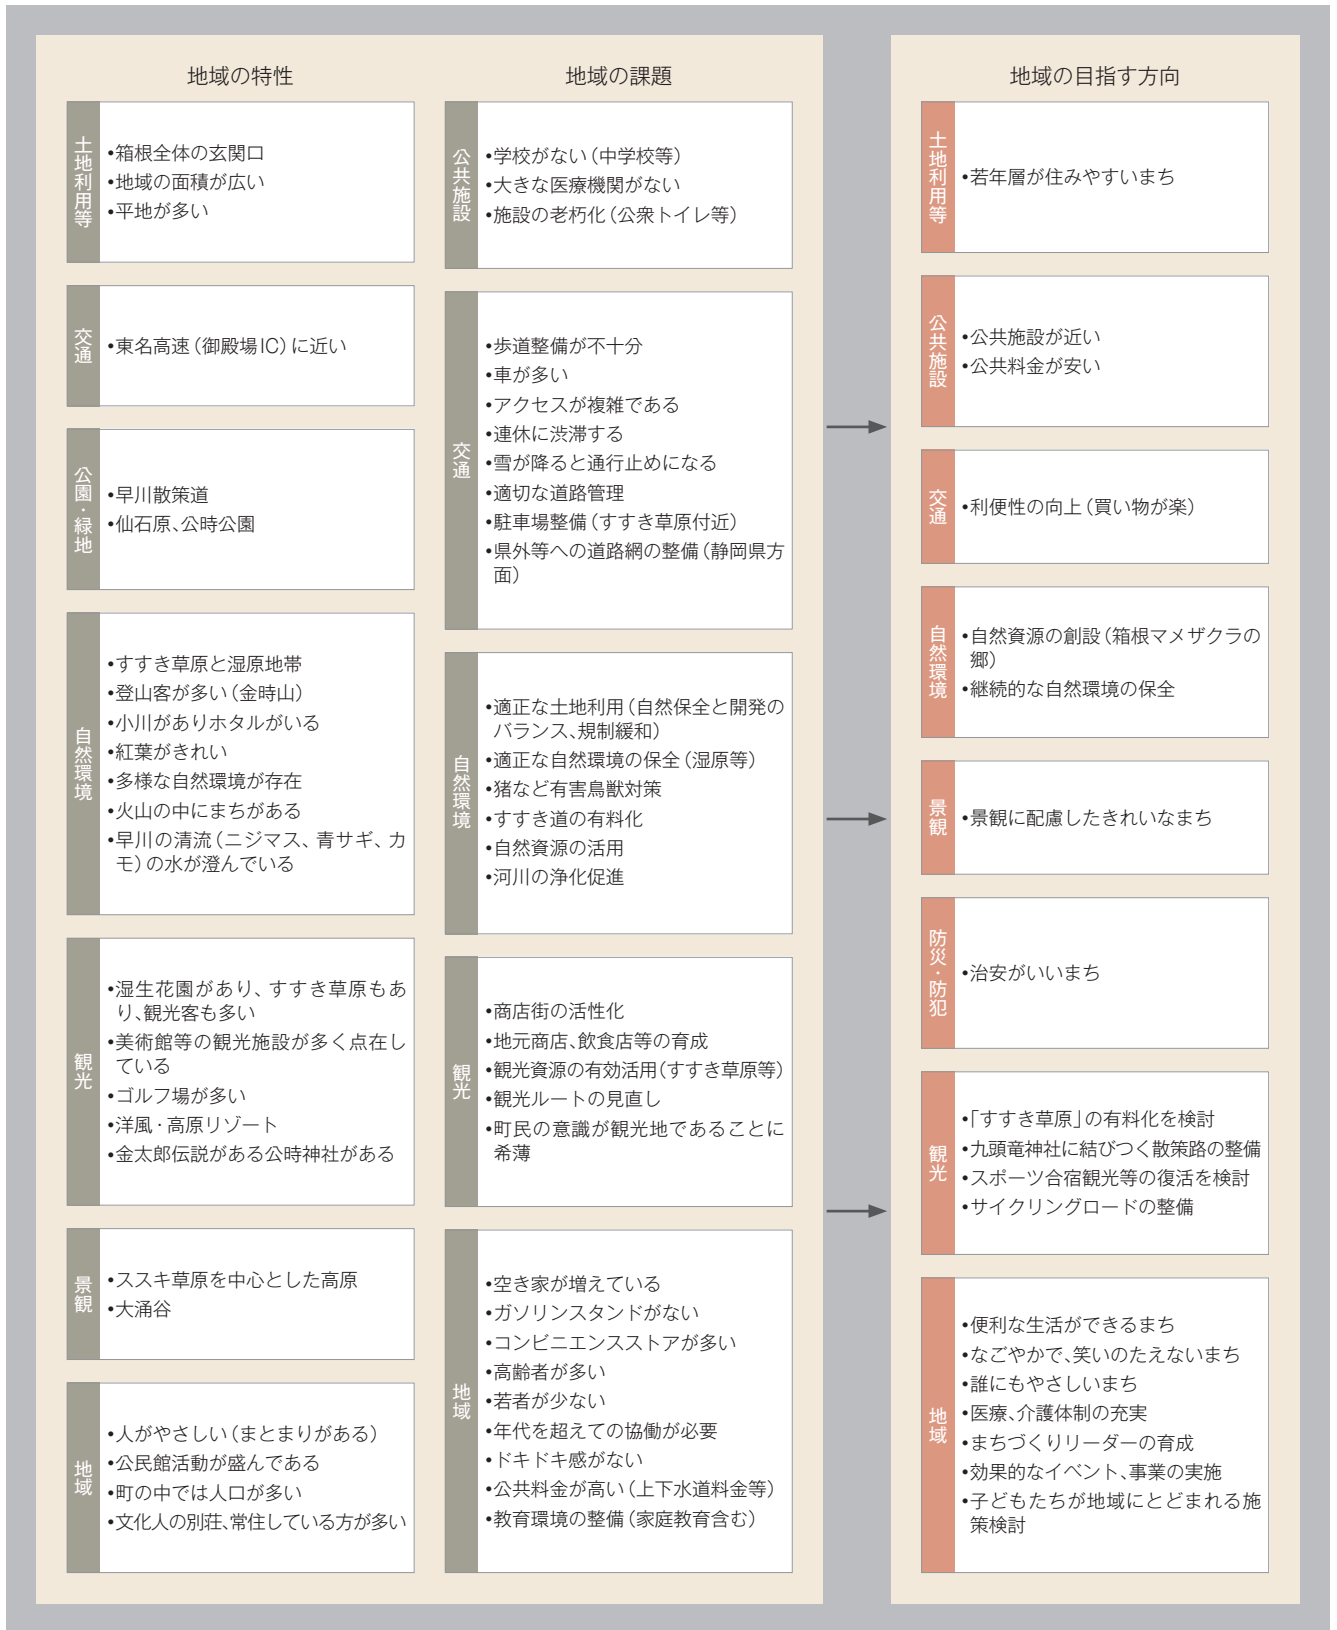 地域の特性
土地利用等
•箱根全体の玄関口
•地域の面積が広い
•平地が多い
交通
•東名高速（御殿場IC）に近い
公園・緑地
•早川散策道
•仙石原、公時公園
自然環境
•すすき草原と湿原地帯
•登山客が多い（金時山）
•小川がありホタルがいる
•紅葉がきれい
•多様な自然環境が存在
•火山の中にまちがある
•早川の清流（ニジマス、青サギ、カ
モ）の水が澄んでいる
観光
•湿生花園があり、すすき草原もあ
り、観光客も多い
•美術館等の観光施設が多く点在し
ている
•ゴルフ場が多い
•洋風・高原リゾート
•金太郎伝説がある公時神社がある
景観
•ススキ草原を中心とした高原
•大涌谷
地域
•人がやさしい（まとまりがある）
•公民館活動が盛んである
•町の中では人口が多い
•文化人の別荘、常住している方が多い
地域の課題
公共施設
•学校がない（中学校等）
•大きな医療機関がない
•施設の老朽化（公衆トイレ等）
交通
•歩道整備が不十分
•車が多い
•アクセスが複雑である
•連休に渋滞する
•雪が降ると通行止めになる
•適切な道路管理
•駐車場整備（すすき草原付近）
•県外等への道路網の整備（静岡県方
面）
自然環境
•適正な土地利用（自然保全と開発の
バランス、規制緩和）
•適正な自然環境の保全（湿原等）
•猪など有害鳥獣対策
•すすき道の有料化
•自然資源の活用
•河川の浄化促進
観光
•商店街の活性化
•地元商店、飲食店等の育成
•観光資源の有効活用（すすき草原等）
•観光ルートの見直し
•町民の意識が観光地であることに
希薄
地域
•空き家が増えている
•ガソリンスタンドがない
•コンビニエンスストアが多い
•高齢者が多い
•若者が少ない
•年代を超えての協働が必要
•ドキドキ感がない
•公共料金が高い（上下水道料金等）
•教育環境の整備（家庭教育含む）
地域の目指す方向
土地利用等
•若年層が住みやすいまち
公共施設
•公共施設が近い
•公共料金が安い
交通
•利便性の向上（買い物が楽）
自然環境
•自然資源の創設（箱根マメザクラの
郷）
•継続的な自然環境の保全
景観
•景観に配慮したきれいなまち
防災・防犯
•治安がいいまち
観光
•「すすき草原」の有料化を検討
•九頭竜神社に結びつく散策路の整備
•スポーツ合宿観光等の復活を検討
•サイクリングロードの整備
地域
•便利な生活ができるまち
•なごやかで、笑いのたえないまち
•誰にもやさしいまち
•医療、介護体制の充実
•まちづくりリーダーの育成
•効果的なイベント、事業の実施
•子どもたちが地域にとどまれる施
策検討